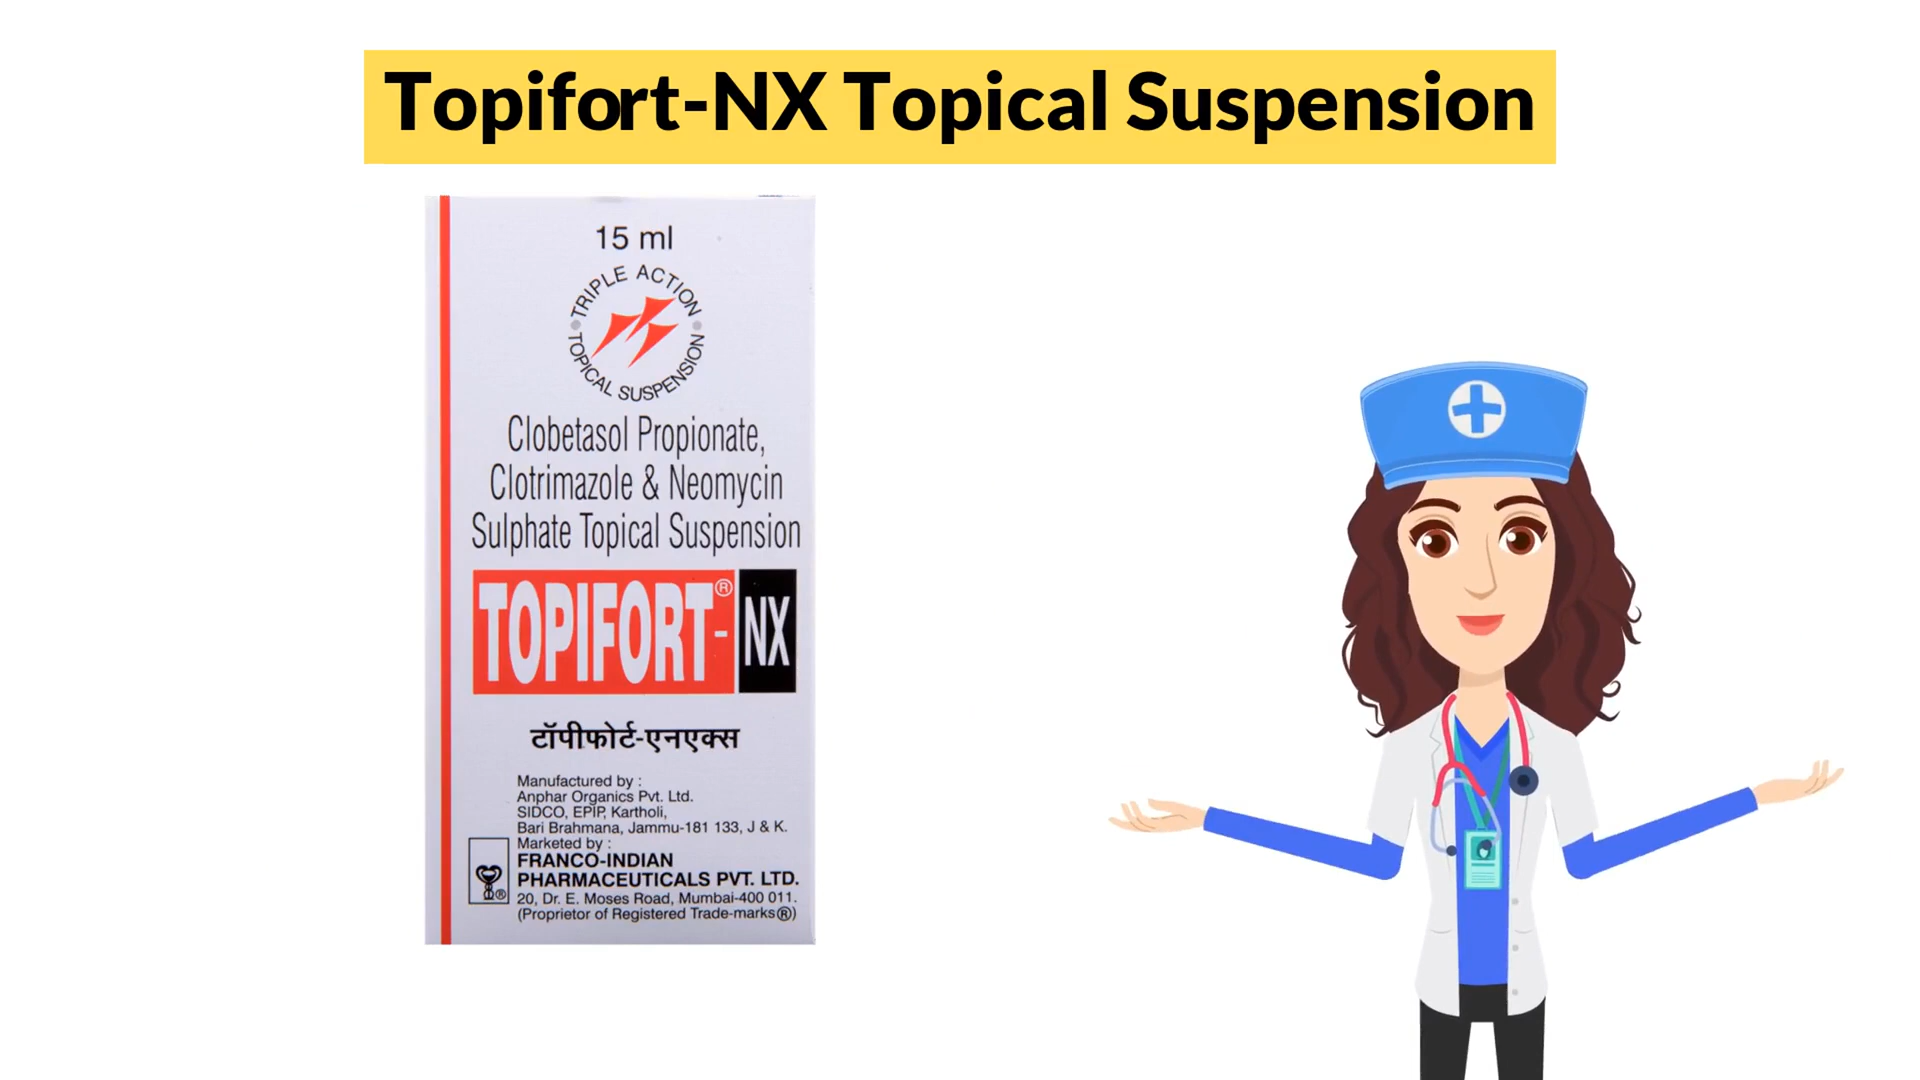 Topifort-NX Topical Suspension
15 ml
TRIPLE ACTION
TOPICAL SUSPENSION
Clobetasol Propionate,
Clotrimazole & Neomycin
Sulphate Topical Suspension
TOPIFORT®-NX
टॉपीफोर्ट-एनएक्स
Manufactured by :
Anphar Organics Pvt. Ltd.
SIDCO, EPIP, Kartholi,
Bari Brahmana, Jammu-181 133, J & K.
Marketed by :
FRANCO-INDIAN
PHARMACEUTICALS PVT. LTD.
®
20, Dr. E. Moses Road, Mumbai-400 011.
(Proprietor of Registered Trade-marks®)